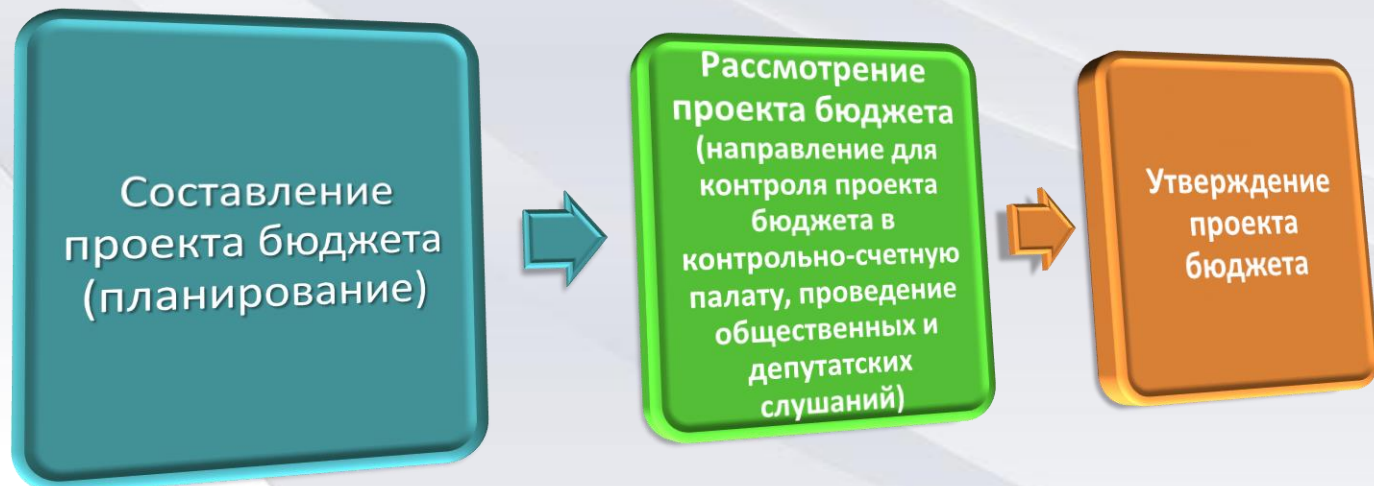 Составление
проекта бюджета
(планирование)
Рассмотрение
проекта бюджета
(направление для
контроля проекта
бюджета в
контрольно-счетную
палату, проведение
общественных и
депутатских
слушаний)
Утверждение
проекта
бюджета